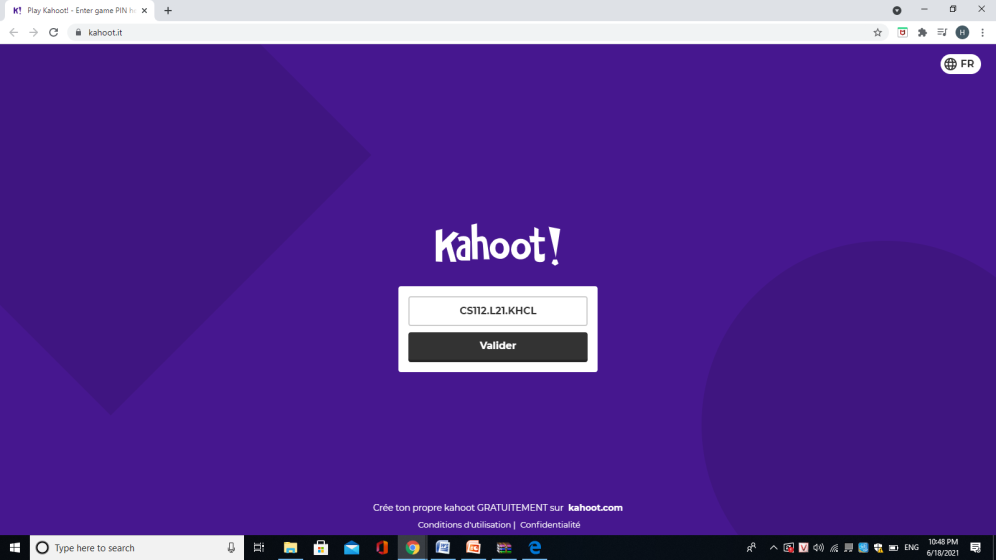 Play Kahoot! - Enter game PIN h
kahoot.it
H
FR
Kahoot!
CS112.L21.KHCL
Valider
Crée ton propre kahoot GRATUITEMENT sur kahoot.com
Conditions d'utilisation | Confidentialité
Type here to search
ENG
10:48 PM
6/18/2021